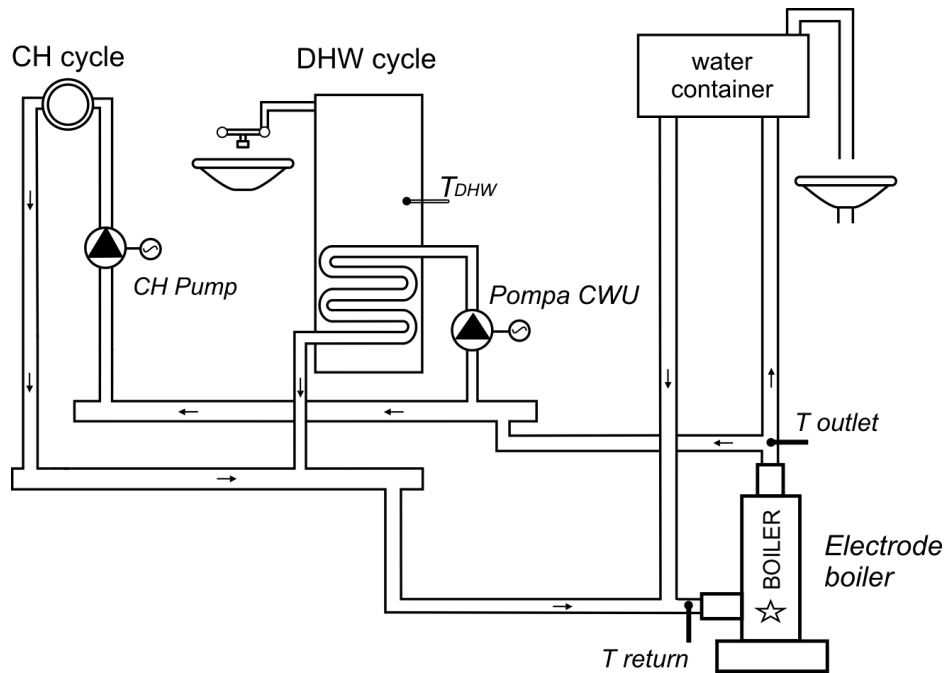 CH cycle
DHW cycle
water
container
TDHW
CH Pump
Pompa CWU
T outlet
BOILER
Electrode
boiler
T return